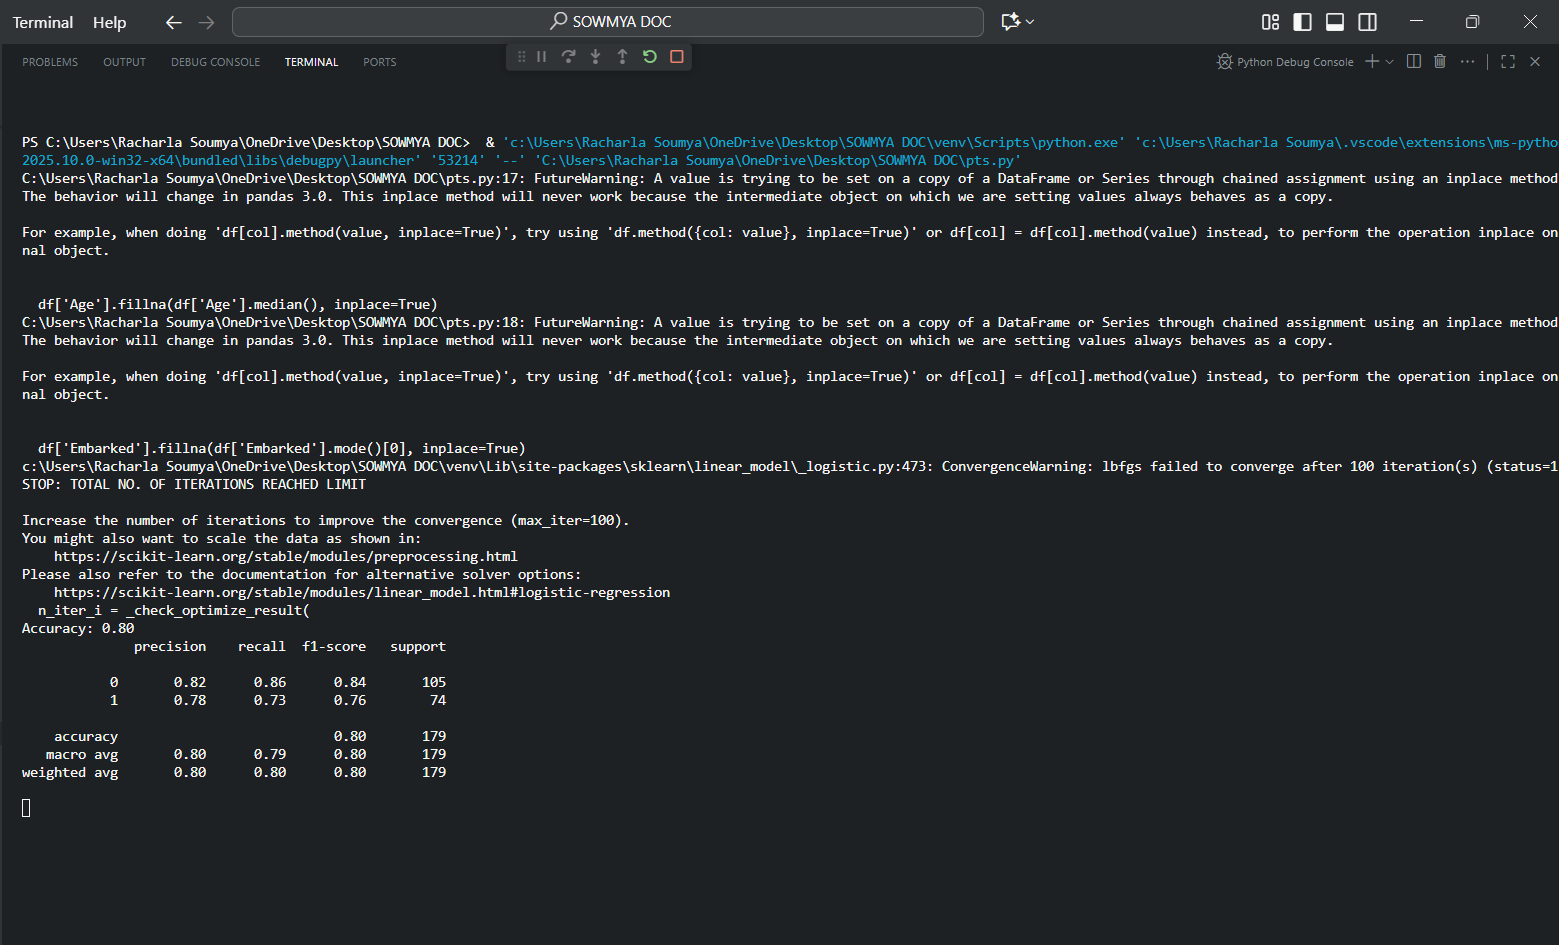 Terminal Help SOWMYA DOC
PROBLEMS OUTPUT DEBUG CONSOLE TERMINAL PORTS Python Debug Console
PS C:\Users\Racharla Soumya\OneDrive\Desktop\SOWMYA DOC>  & 'c:\Users\Racharla Soumya\OneDrive\Desktop\SOWMYA DOC\venv\Scripts\python.exe' 'c:\Users\Racharla Soumya\.vscode\extensions\ms-pytho
2025.10.0-win32-x64\bundled\libs\debugpy\launcher' '53214' '--' 'C:\Users\Racharla Soumya\OneDrive\Desktop\SOWMYA DOC\pts.py'
C:\Users\Racharla Soumya\OneDrive\Desktop\SOWMYA DOC\pts.py:17: FutureWarning: A value is trying to be set on a copy of a DataFrame or Series through chained assignment using an inplace method
The behavior will change in pandas 3.0. This inplace method will never work because the intermediate object on which we are setting values always behaves as a copy.
For example, when doing 'df[col].method(value, inplace=True)', try using 'df.method({col: value}, inplace=True)' or df[col] = df[col].method(value) instead, to perform the operation inplace on
nal object.
df['Age'].fillna(df['Age'].median(), inplace=True)
C:\Users\Racharla Soumya\OneDrive\Desktop\SOWMYA DOC\pts.py:18: FutureWarning: A value is trying to be set on a copy of a DataFrame or Series through chained assignment using an inplace method
The behavior will change in pandas 3.0. This inplace method will never work because the intermediate object on which we are setting values always behaves as a copy.
For example, when doing 'df[col].method(value, inplace=True)', try using 'df.method({col: value}, inplace=True)' or df[col] = df[col].method(value) instead, to perform the operation inplace on
nal object.
df['Embarked'].fillna(df['Embarked'].mode()[0], inplace=True)
c:\Users\Racharla Soumya\OneDrive\Desktop\SOWMYA DOC\venv\Lib\site-packages\sklearn\linear_model\_logistic.py:473: ConvergenceWarning: lbfgs failed to converge after 100 iteration(s) (status=1
STOP: TOTAL NO. OF ITERATIONS REACHED LIMIT
Increase the number of iterations to improve the convergence (max_iter=100).
You might also want to scale the data as shown in:
https://scikit-learn.org/stable/modules/preprocessing.html
Please also refer to the documentation for alternative solver options:
https://scikit-learn.org/stable/modules/linear_model.html#logistic-regression
n_iter_i = _check_optimize_result(
Accuracy: 0.80
precision recall f1-score support
0 0.82 0.86 0.84 105
1 0.78 0.73 0.76 74
accuracy 0.80 179
macro avg 0.80 0.79 0.80 179
weighted avg 0.80 0.80 0.80 179